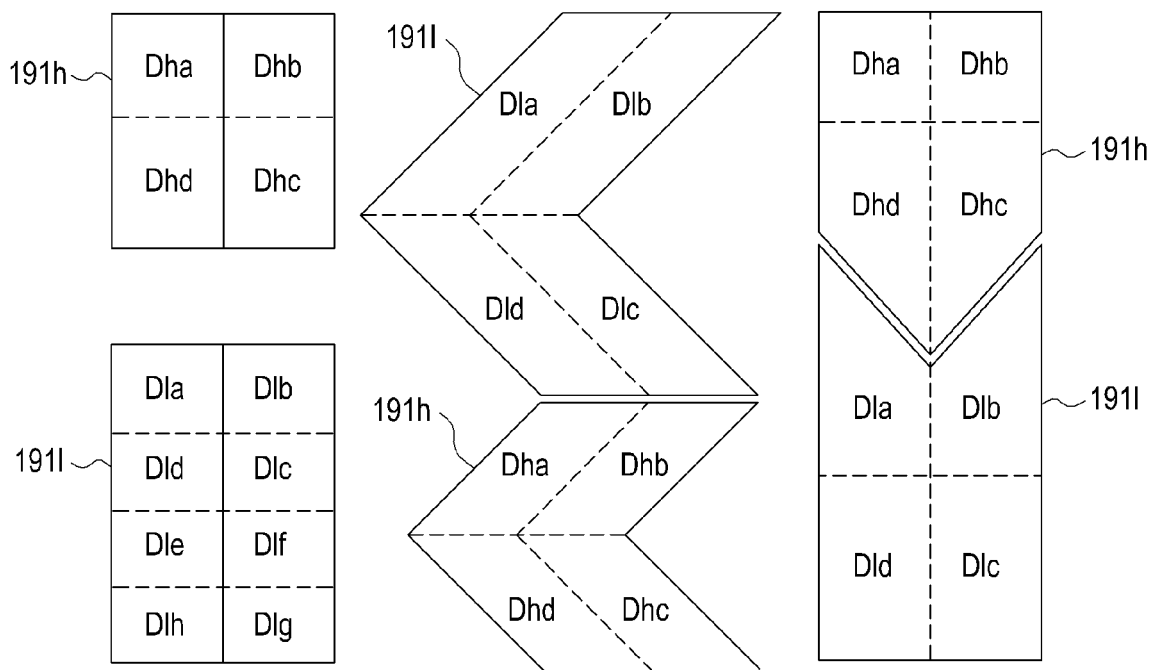 191h
Dha Dhb
Dhd Dhc
191l
Dla Dlb
Dld Dlc
Dle Dlf
Dlh Dlg
191l
Dla Dlb
Dld Dlc
191h
Dha Dhb
Dhd Dhc
Dha Dhb
191h
Dhd Dhc
Dla Dlb
191l
Dld Dlc